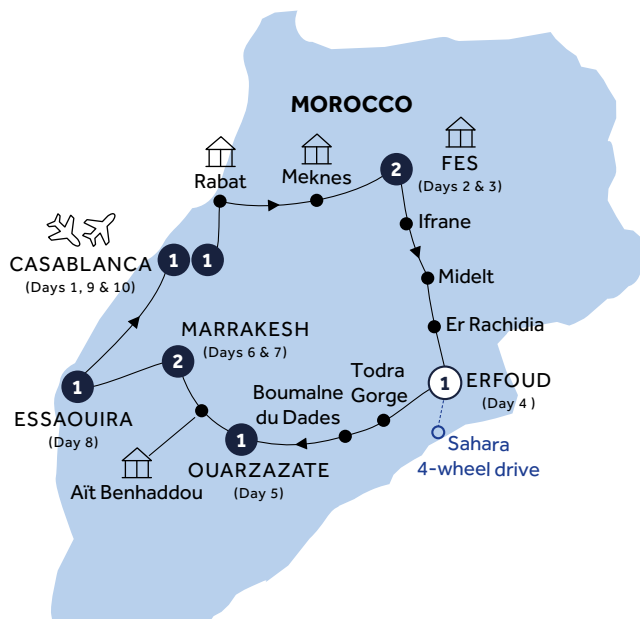 MOROCCO
2
FES
(Days 2 & 3)
Rabat
Meknes
Ifrane
CASABLANCA
(Days 1, 9 & 10)
1
1
Midelt
Er Rachidia
MARRAKESH
(Days 6 & 7)
2
Todra
Gorge
1
ERFOUD
(Day 4 )
1
ESSAOUIRA
(Day 8)
Boumalne
du Dades
1
OUARZAZATE
(Day 5)
Sahara
4-wheel drive
Aït Benhaddou